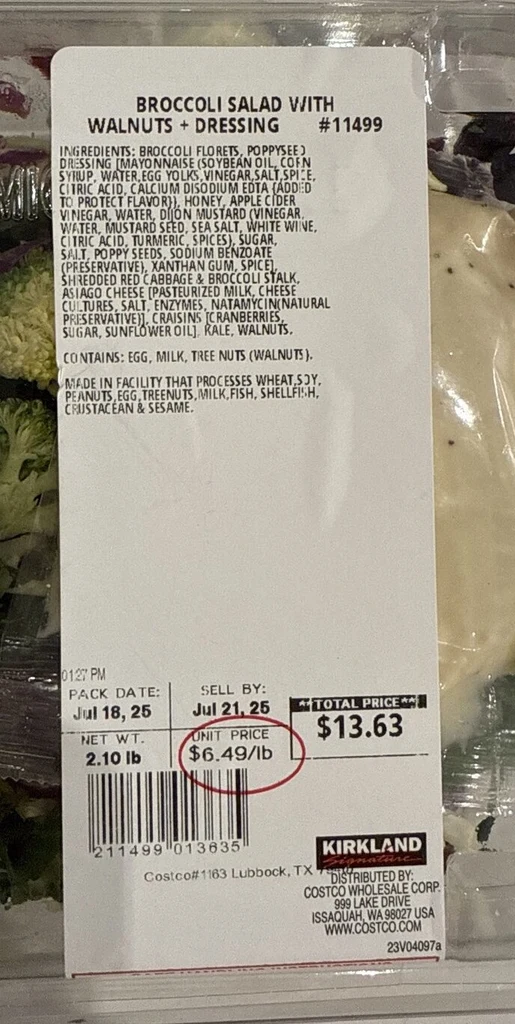 BROCCOLI SALAD WITH
WALNUTS + DRESSING #11499
INGREDIENTS: BROCCOLI FLORETS, POPPYSEED
DRESSING [MAYONNAISE (SOYBEAN OIL, CORN
SYRUP, WATER,EGG YOLKS,VINEGAR,SALT,SPICE,
CITRIC ACID, CALCIUM DISODIUM EDTA {ADDED
TO PROTECT FLAVOR}), HONEY, APPLE CIDER
VINEGAR, WATER, DIJON MUSTARD (VINEGAR,
WATER, MUSTARD SEED, SEA SALT, WHITE WINE,
CITRIC ACID, TURMERIC, SPICES), SUGAR,
SALT, POPPY SEEDS, SODIUM BENZOATE
(PRESERVATIVE), XANTHAN GUM, SPICE],
SHREDDED RED CABBAGE & BROCCOLI STALK,
ASIAGO CHEESE [PASTEURIZED MILK, CHEESE
CULTURES, SALT, ENZYMES, NATAMYCIN(NATURAL
PRESERVATIVE)], CRAISINS [CRANBERRIES,
SUGAR, SUNFLOWER OIL], KALE, WALNUTS.
CONTAINS: EGG, MILK, TREE NUTS (WALNUTS).
MADE IN FACILITY THAT PROCESSES WHEAT,SOY,
PEANUTS,EGG,TREENUTS,MILK,FISH, SHELLFISH,
CRUSTACEAN & SESAME.
01:27 PM
PACK DATE:
Jul 18, 25
SELL BY:
Jul 21, 25
**TOTAL PRICE**
$13.63
NET WT.
2.10 lb
UNIT PRICE
$6.49/lb
211499 013635
Costco#1163 Lubbock, TX
KIRKLAND
Signature
DISTRIBUTED BY:
COSTCO WHOLESALE CORP.
999 LAKE DRIVE
ISSAQUAH, WA 98027 USA
WWW.COSTCO.COM
23V04097a